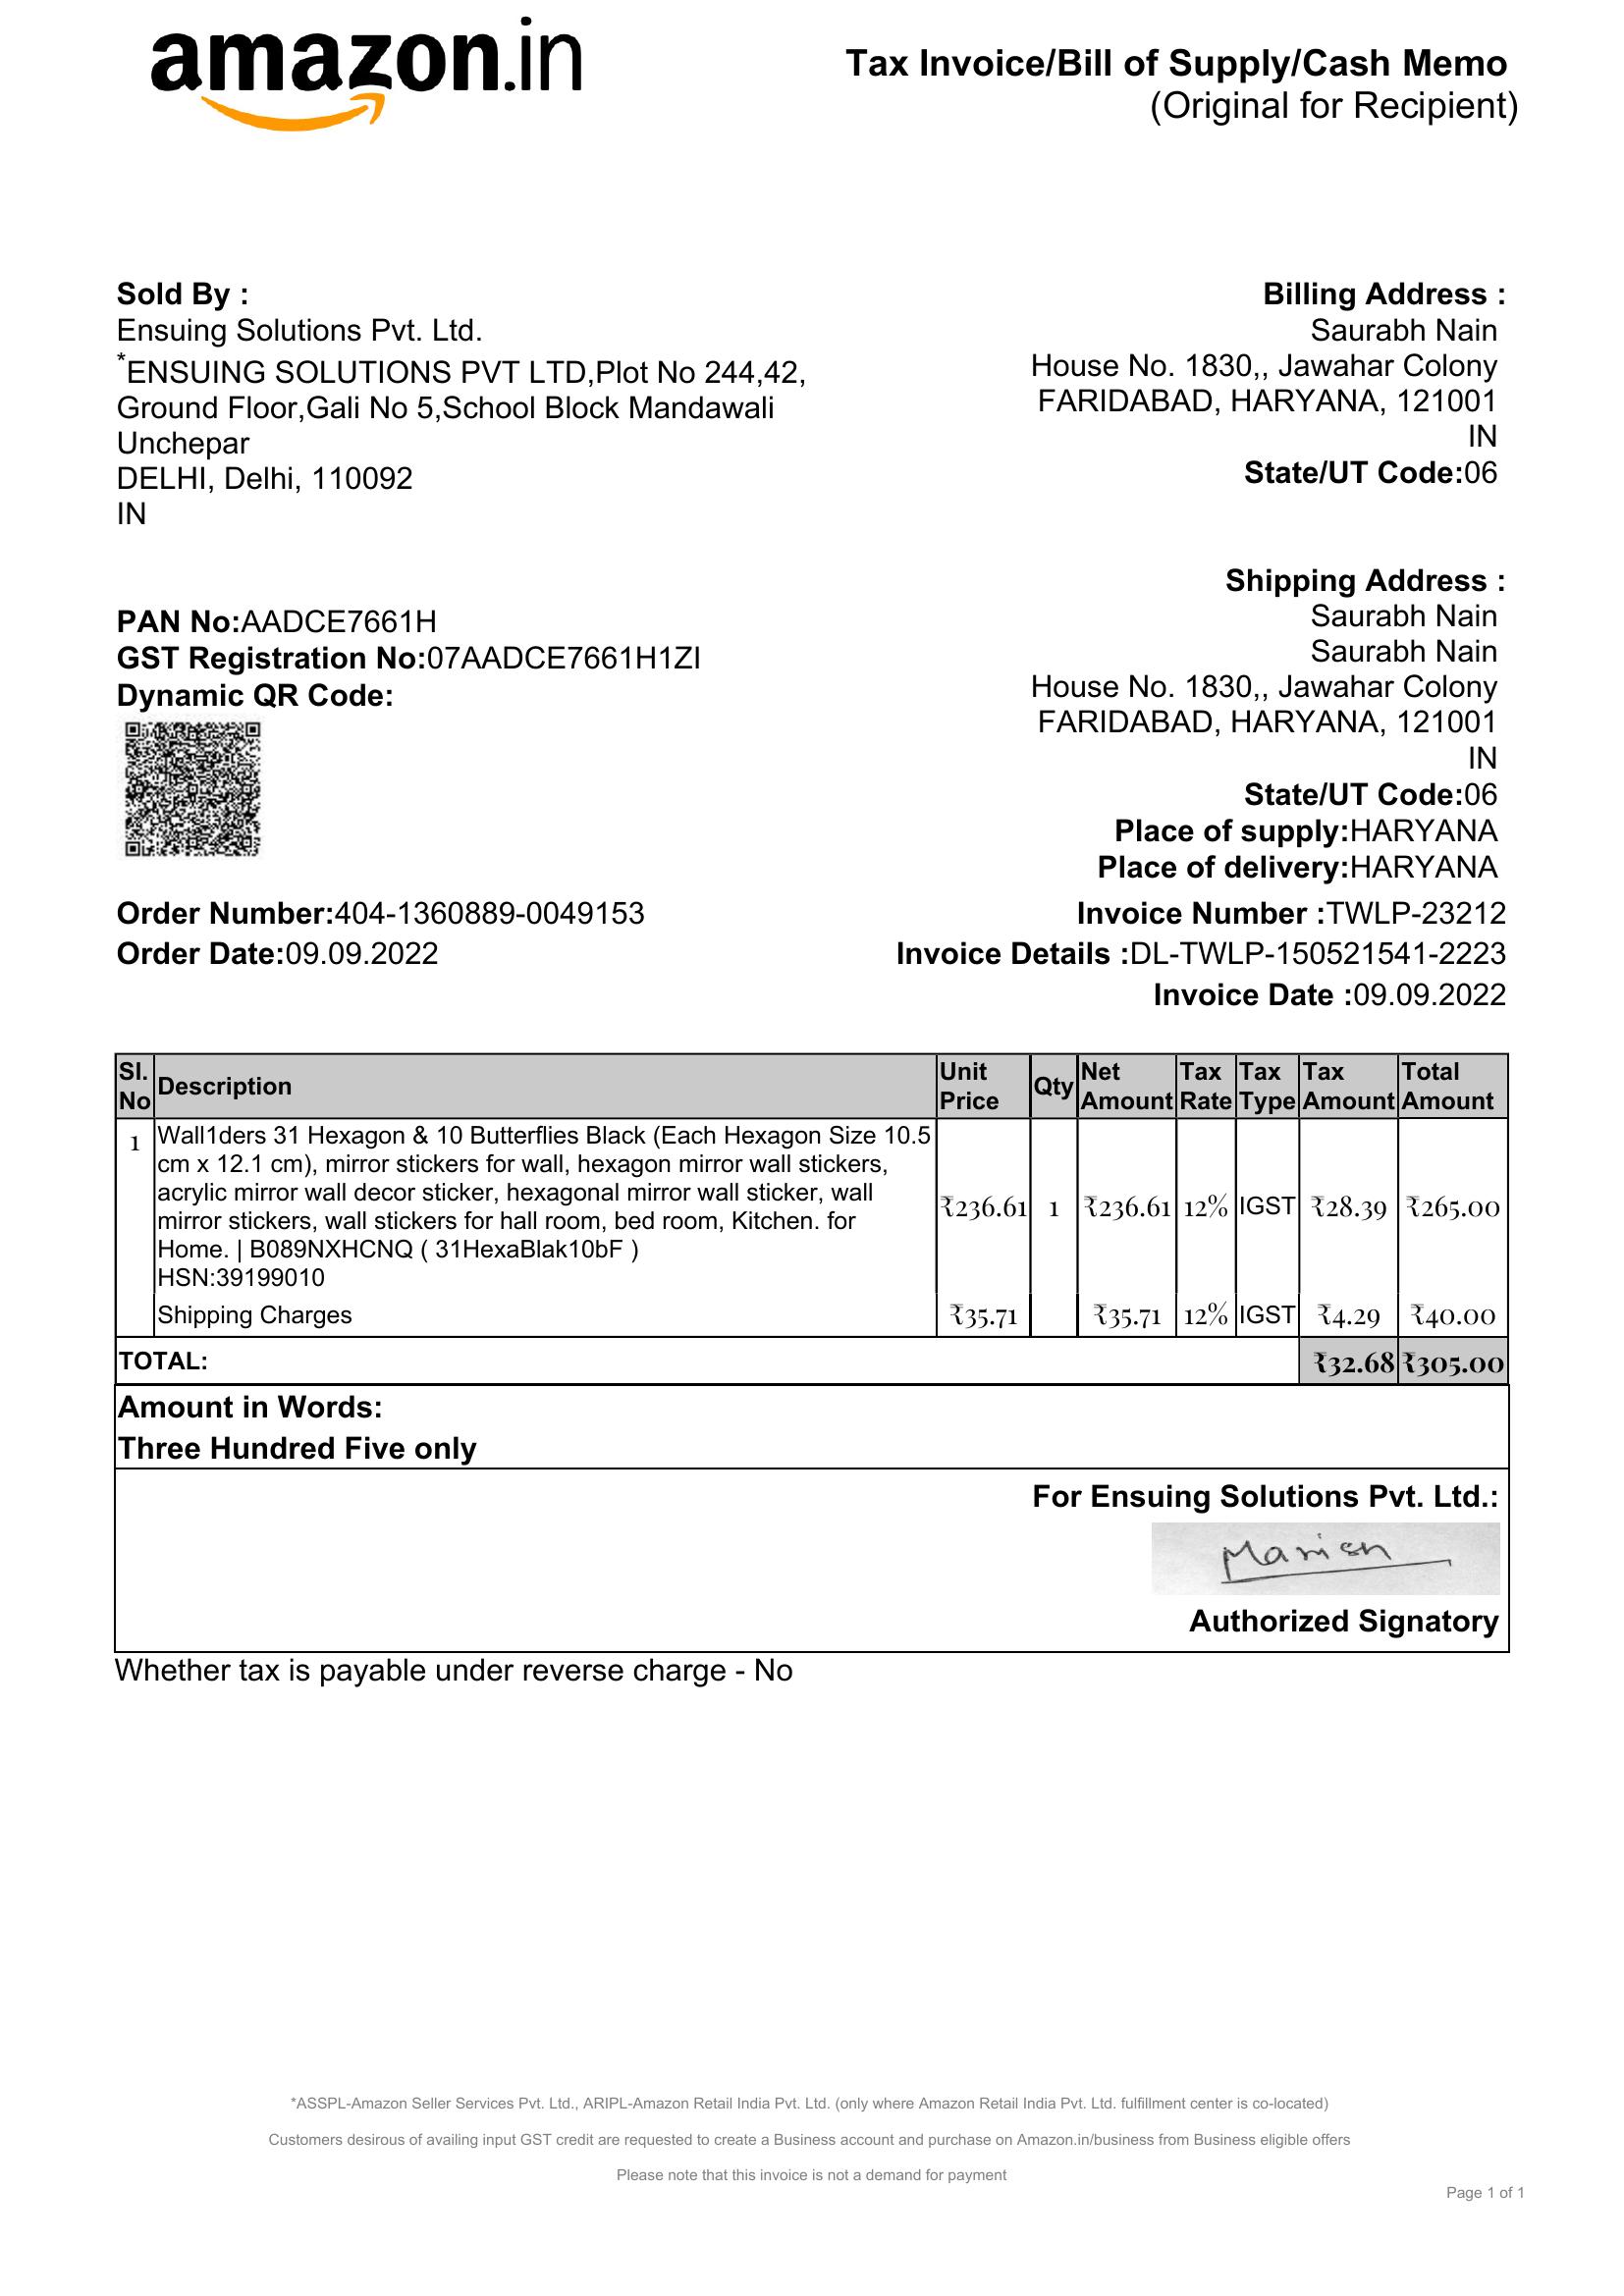 amazon.in
Tax Invoice/Bill of Supply/Cash Memo
(Original for Recipient)
Sold By :
Ensuing Solutions Pvt. Ltd.
*ENSUING SOLUTIONS PVT LTD,Plot No 244,42,
Ground Floor,Gali No 5,School Block Mandawali
Unchepar
DELHI, Delhi, 110092
IN
Billing Address :
Saurabh Nain
House No. 1830,, Jawahar Colony
FARIDABAD, HARYANA, 121001
IN
State/UT Code:06
PAN No:AADCE7661H
GST Registration No:07AADCE7661H1ZI
Dynamic QR Code:
Shipping Address :
Saurabh Nain
Saurabh Nain
House No. 1830,, Jawahar Colony
FARIDABAD, HARYANA, 121001
IN
State/UT Code:06
Place of supply:HARYANA
Place of delivery:HARYANA
Order Number:404-1360889-0049153
Order Date:09.09.2022
Invoice Number :TWLP-23212
Invoice Details :DL-TWLP-150521541-2223
Invoice Date :09.09.2022
Sl. No Description Unit Price Qty Net Amount Tax Rate Tax Type Tax Amount Total Amount
1 Wall1ders 31 Hexagon & 10 Butterflies Black (Each Hexagon Size 10.5
cm x 12.1 cm), mirror stickers for wall, hexagon mirror wall stickers,
acrylic mirror wall decor sticker, hexagonal mirror wall sticker, wall
mirror stickers, wall stickers for hall room, bed room, Kitchen. for
Home. | B089NXHCNQ ( 31HexaBlak10bF )
HSN:39199010
₹236.61 1 ₹236.61 12% IGST ₹28.39 ₹265.00
Shipping Charges ₹35.71 ₹35.71 12% IGST ₹4.29 ₹40.00
TOTAL: ₹32.68 ₹305.00
Amount in Words:
Three Hundred Five only
For Ensuing Solutions Pvt. Ltd.:
Manish
Authorized Signatory
Whether tax is payable under reverse charge - No
*ASSPL-Amazon Seller Services Pvt. Ltd., ARIPL-Amazon Retail India Pvt. Ltd. (only where Amazon Retail India Pvt. Ltd. fulfillment center is co-located)
Customers desirous of availing input GST credit are requested to create a Business account and purchase on Amazon.in/business from Business eligible offers
Please note that this invoice is not a demand for payment
Page 1 of 1